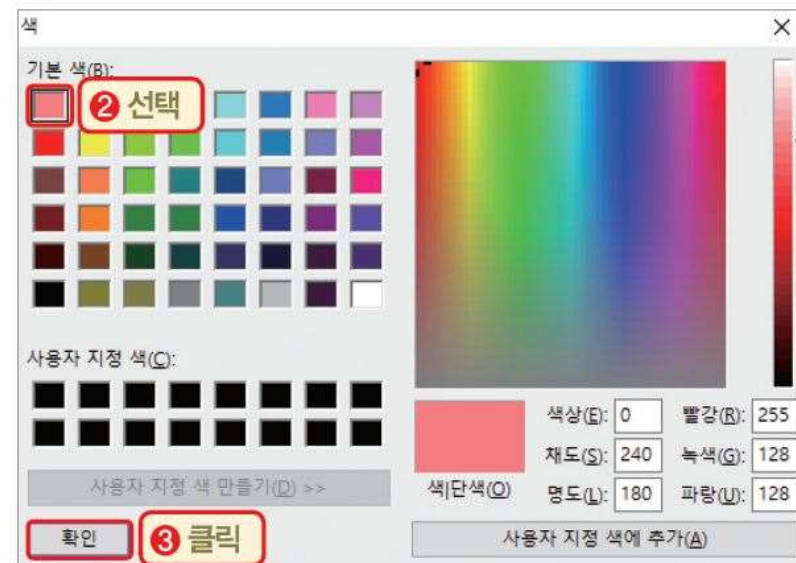 색
기본 색(B):
❷ 선택
사용자 지정 색(C):
사용자 지정 색 만들기(D) >>
확인
❸ 클릭
색|단색(O)
색상(E): 0
빨강(R): 255
채도(S): 240
녹색(G): 128
명도(L): 180
파랑(U): 128
사용자 지정 색에 추가(A)